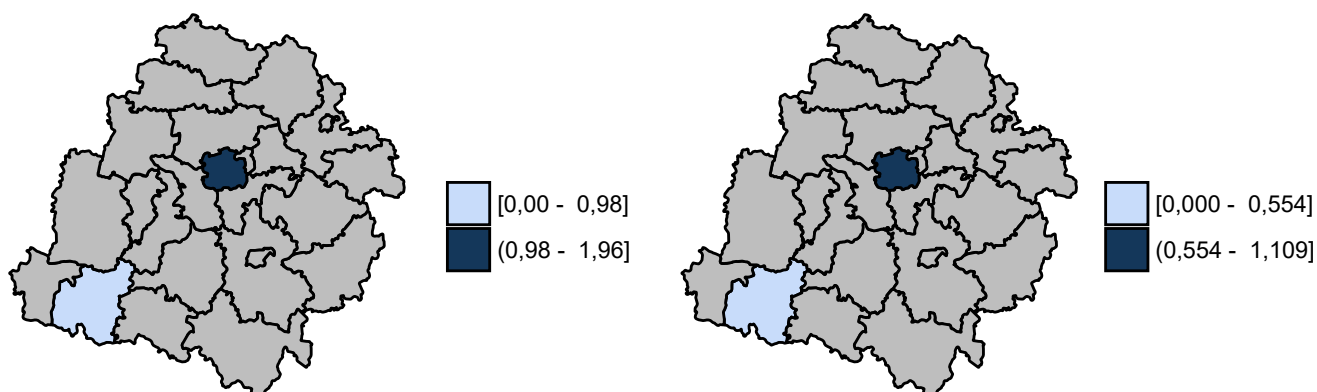 [0,00 - 0,98]
(0,98 - 1,96]
[0,000 - 0,554]
(0,554 - 1,109]